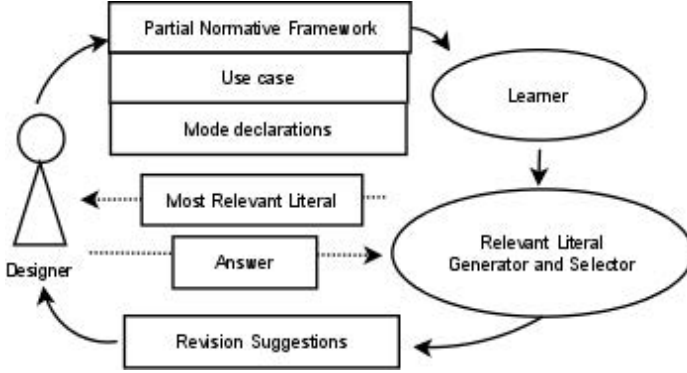 Partial Normative Framework
Use case
Mode declarations
Learner
Most Relevant Literal
Answer
Relevant Literal
Generator and Selector
Designer
Revision Suggestions